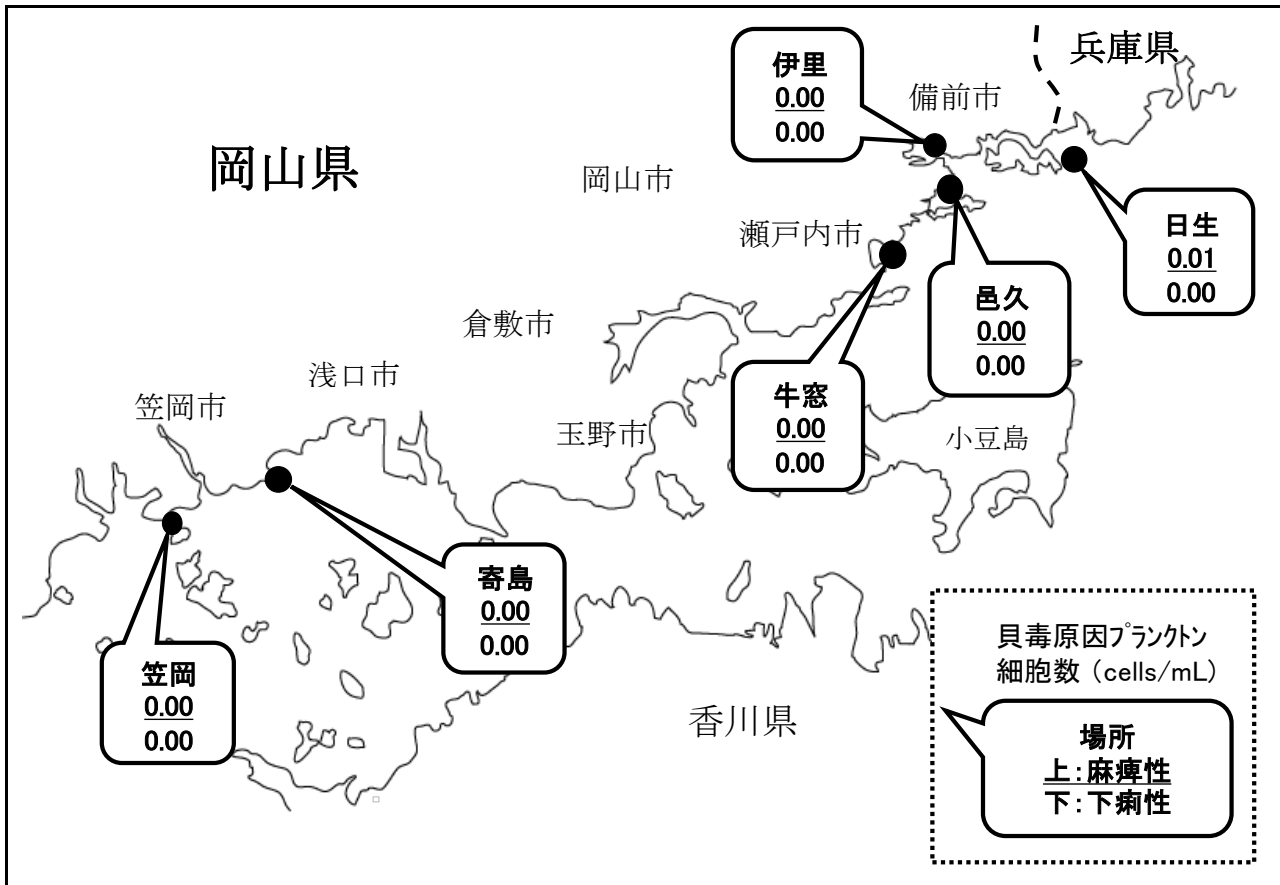 兵庫県
伊里
0.00
0.00
備前市
岡山県
岡山市
日生
0.01
0.00
瀬戸内市
邑久
0.00
0.00
倉敷市
浅口市
牛窓
0.00
0.00
笠岡市
玉野市
小豆島
寄島
0.00
0.00
笠岡
0.00
0.00
香川県
貝毒原因プランクトン
細胞数（cells/mL）
場所
上：麻痺性
下：下痢性